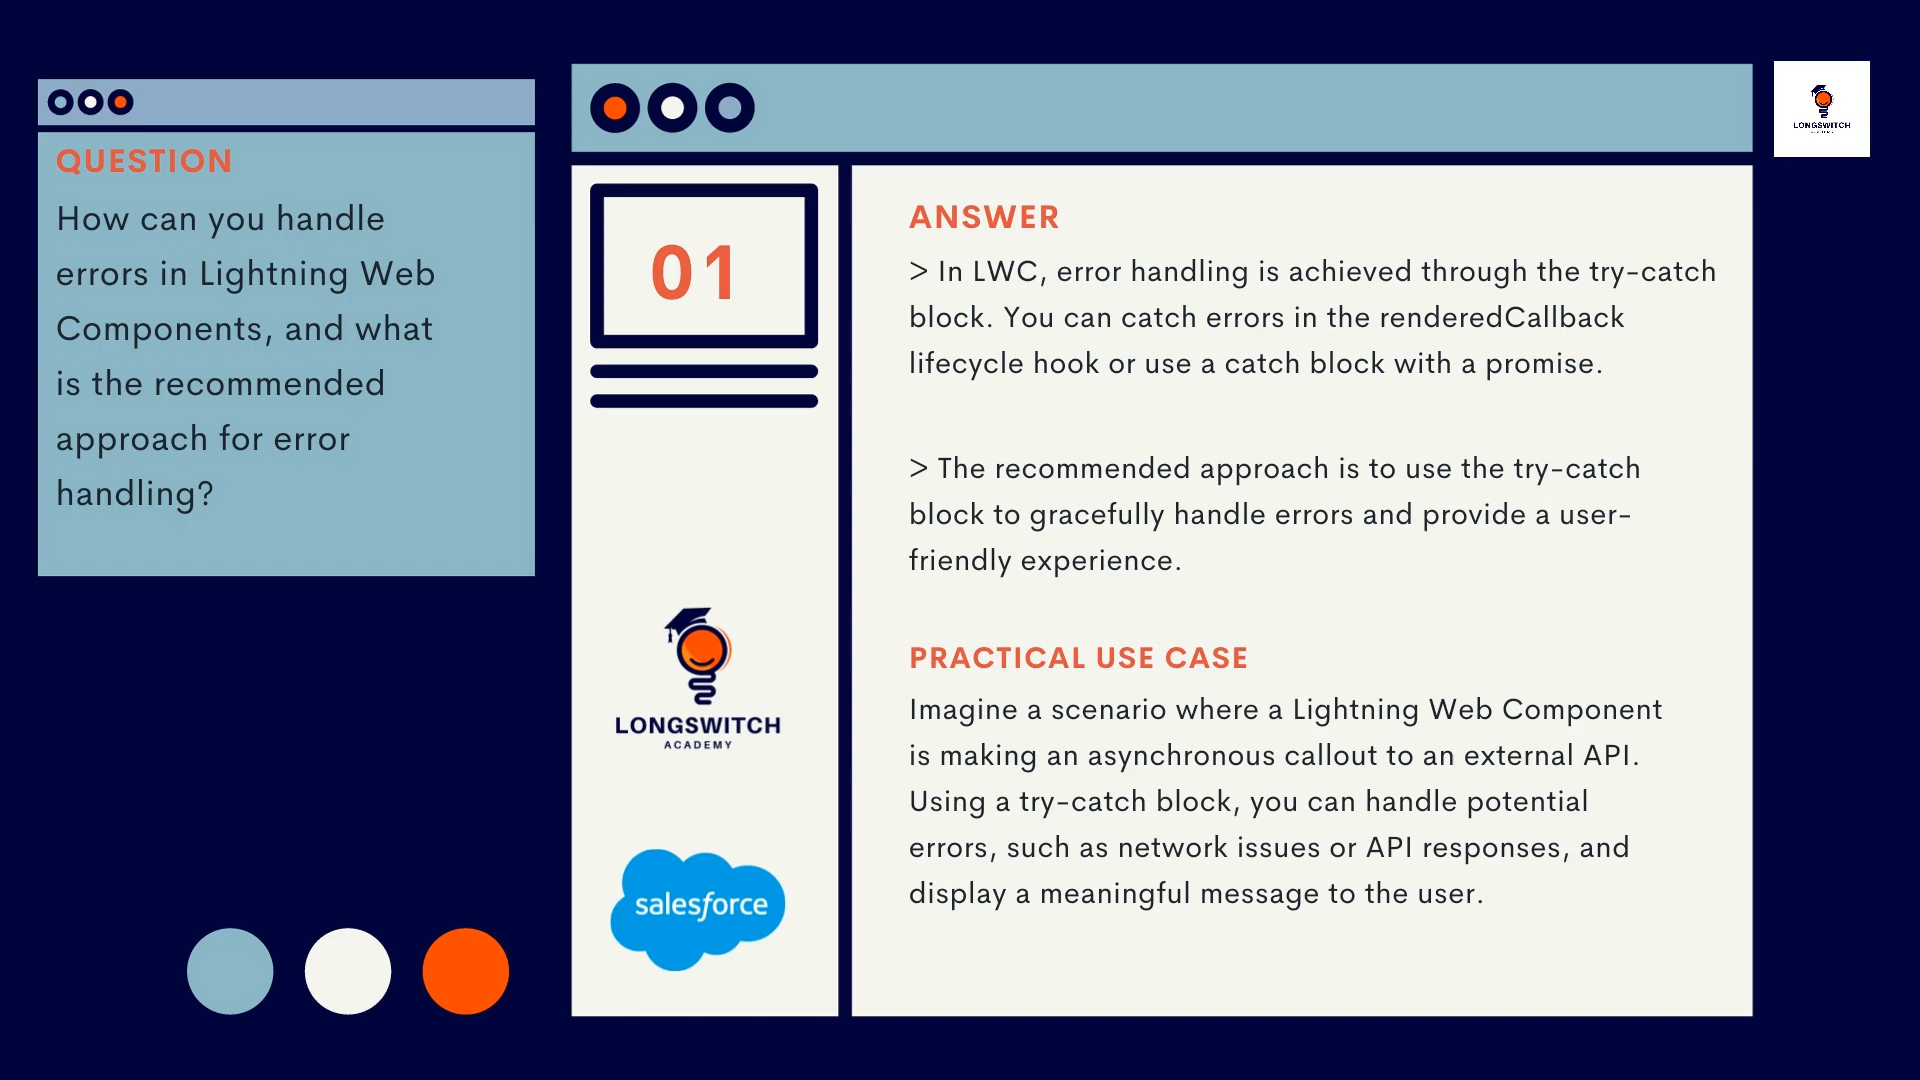 QUESTION
How can you handle
errors in Lightning Web
Components, and what
is the recommended
approach for error
handling?
01
LONGSWITCH
ACADEMY
salesforce
ANSWER
> In LWC, error handling is achieved through the try-catch
block. You can catch errors in the renderedCallback
lifecycle hook or use a catch block with a promise.
> The recommended approach is to use the try-catch
block to gracefully handle errors and provide a user-
friendly experience.
PRACTICAL USE CASE
Imagine a scenario where a Lightning Web Component
is making an asynchronous callout to an external API.
Using a try-catch block, you can handle potential
errors, such as network issues or API responses, and
display a meaningful message to the user.
LONGSWITCH